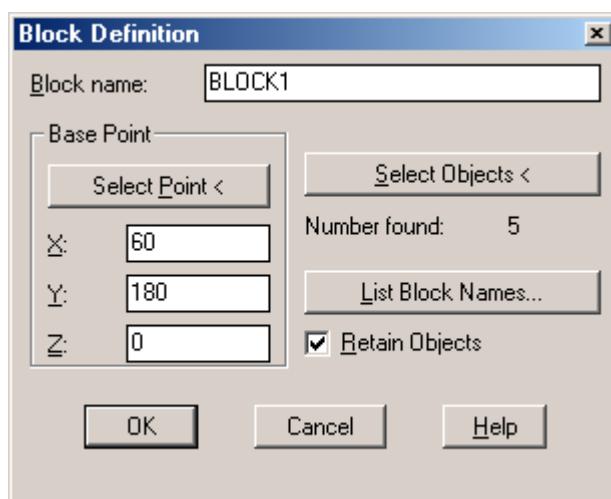 Block Definition
Block name: BLOCK1
Base Point
Select Point <
X: 60
Y: 180
Z: 0
Select Objects <
Number found: 5
List Block Names...
Retain Objects
OK Cancel Help